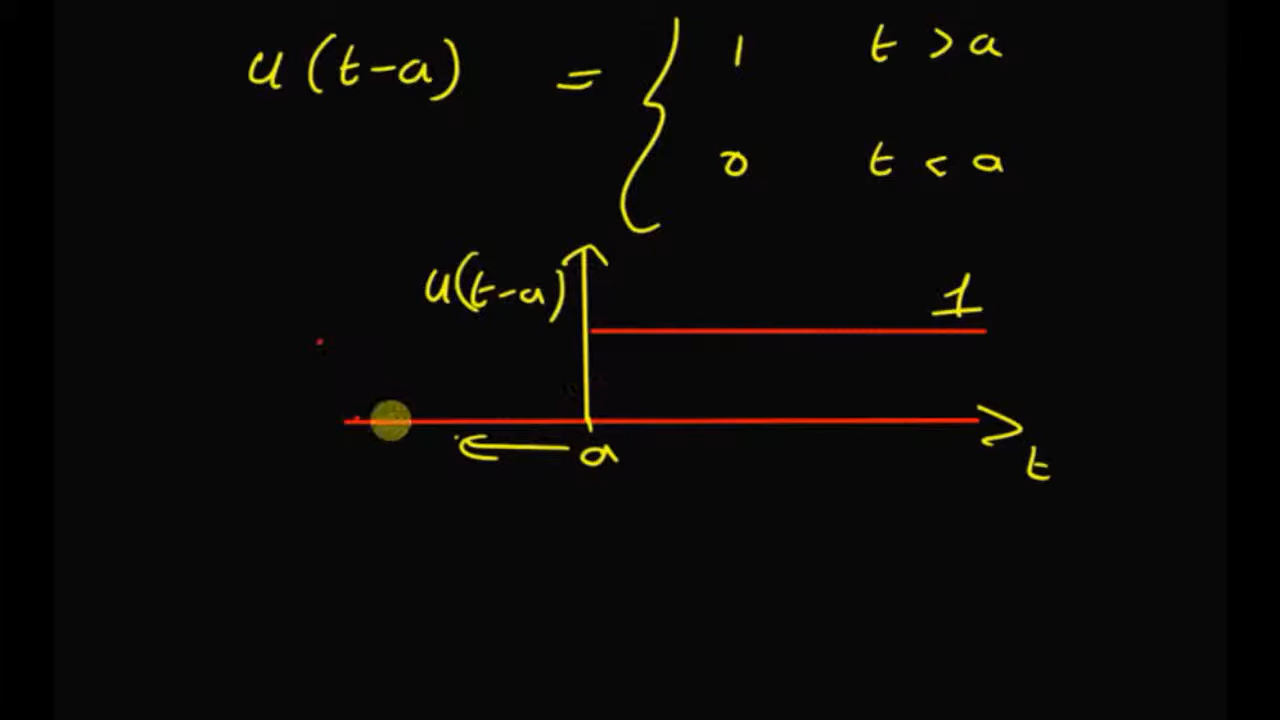 u(t-a) = { 1 t > a
0 t < a
u(t-a)
1
a
t